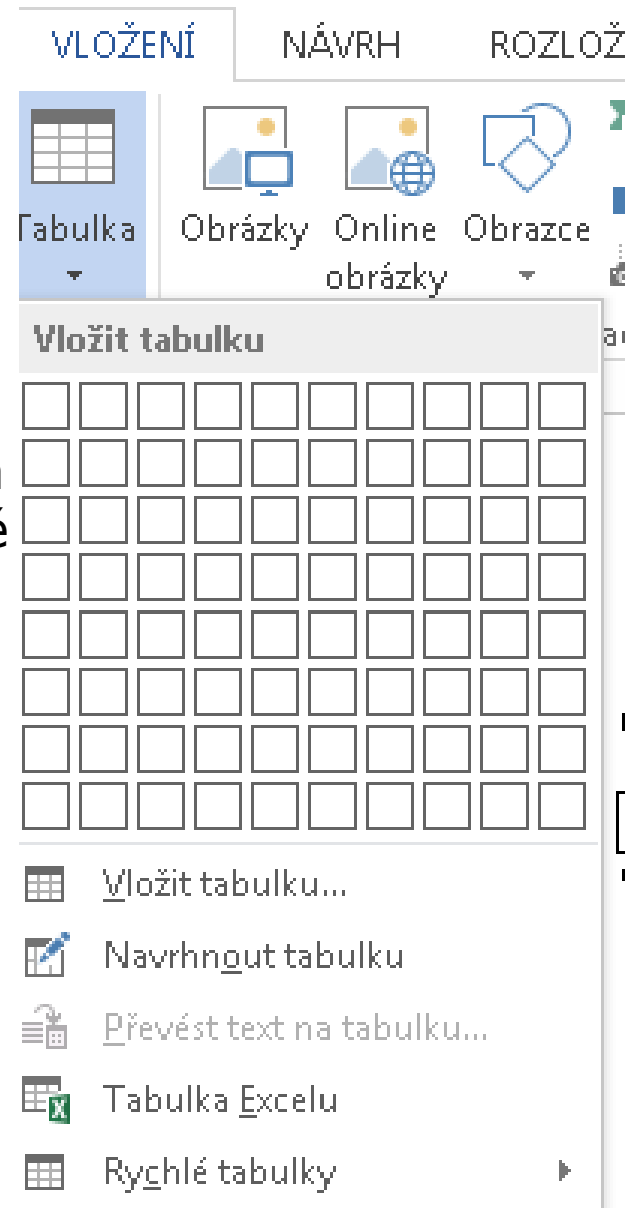 VLOŽENÍ NÁVRH ROZLOŽ
Tabulka Obrázky Online obrázky Obrazce
Vložit tabulku
Vložit tabulku...
Navrhnout tabulku
Převést text na tabulku...
Tabulka Excelu
Rychlé tabulky